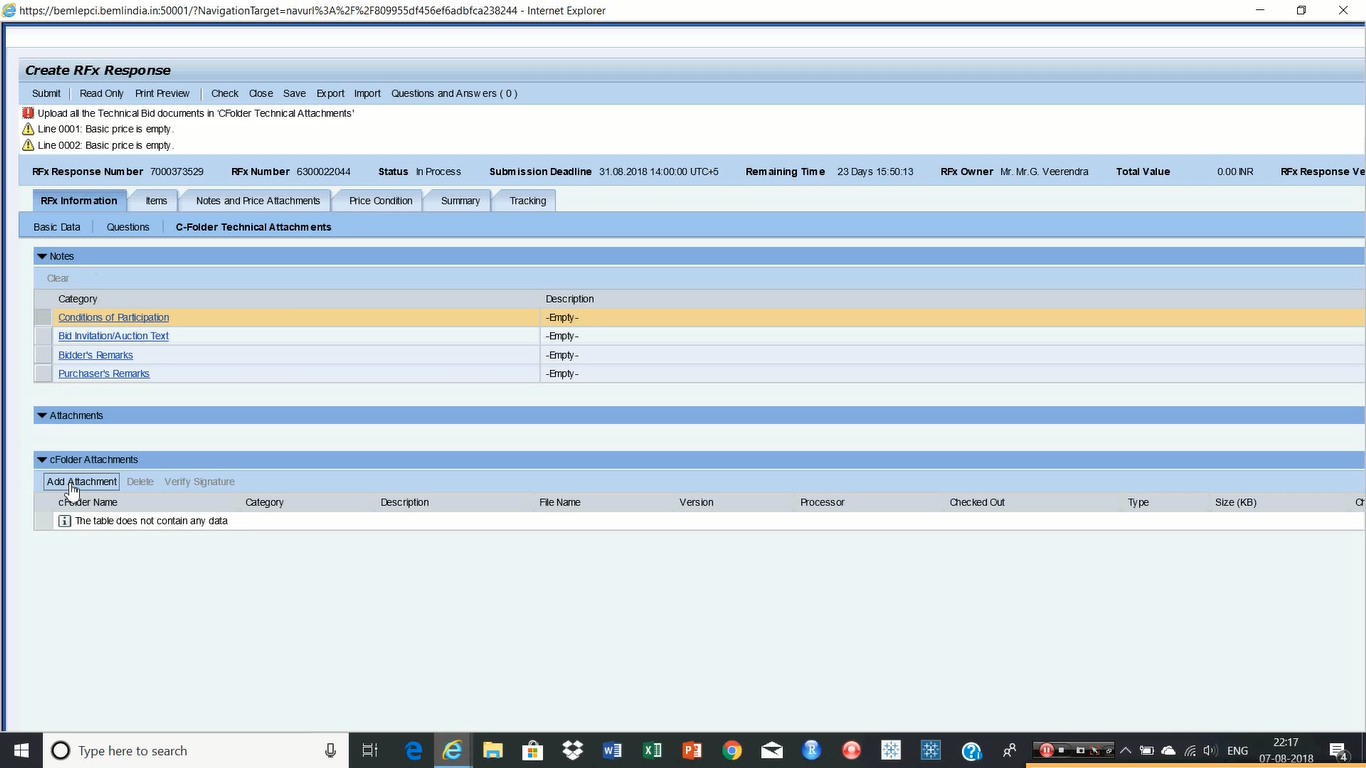 https://bemlepci.bemlindia.in:50001/?NavigationTarget=navurl%3A%2F%2F809955df456ef6adbfca238244 - Internet Explorer
Create RFx Response
Submit Read Only Print Preview Check Close Save Export Import Questions and Answers ( 0 )
Upload all the Technical Bid documents in 'CFolder Technical Attachments'
Line 0001: Basic price is empty.
Line 0002: Basic price is empty.
RFx Response Number 7000373529 RFx Number 6300022044 Status In Process Submission Deadline 31.08.2018 14:00:00 UTC+5 Remaining Time 23 Days 15:50:13 RFx Owner Mr. Mr.G. Veerendra Total Value 0.00 INR RFx Response Ve
RFx Information Items Notes and Price Attachments Price Condition Summary Tracking
Basic Data Questions C-Folder Technical Attachments
Notes
Clear
Category Description
Conditions of Participation -Empty-
Bid Invitation/Auction Text -Empty-
Bidder's Remarks -Empty-
Purchaser's Remarks -Empty-
Attachments
cFolder Attachments
Add Attachment Delete Verify Signature
cFolder Name Category Description File Name Version Processor Checked Out Type Size (KB)
The table does not contain any data
Type here to search ENG 22:17
07-08-2018 4